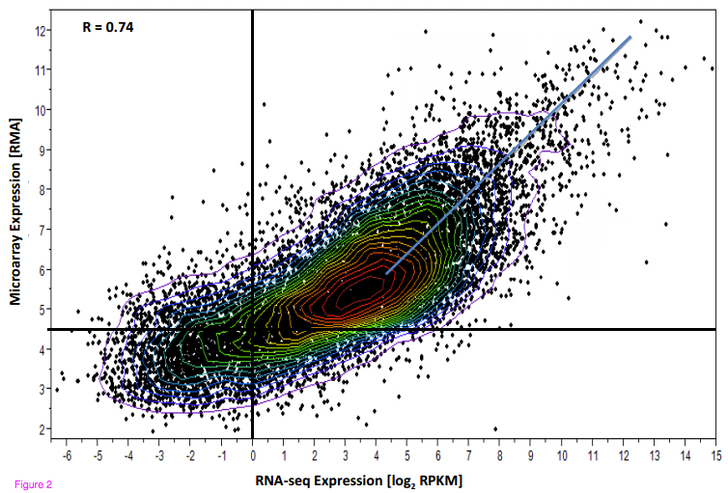 R = 0.74
12
11
10
9
8
7
6
5
4
3
2
Microarray Expression [RMA]
-6 -5 -4 -3 -2 -1 0 1 2 3 4 5 6 7 8 9 10 11 12 13 14 15
RNA-seq Expression [log₂ RPKM]
Figure 2